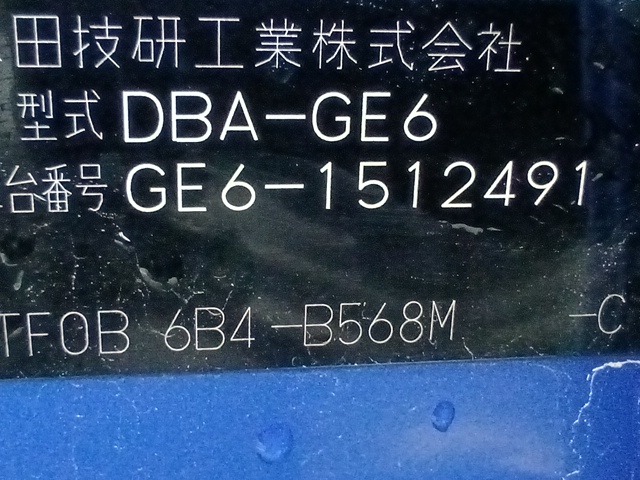 田技研工業株式会社
型式 DBA-GE6
台番号 GE6-1512491
TF0B 6B4-B568M -C